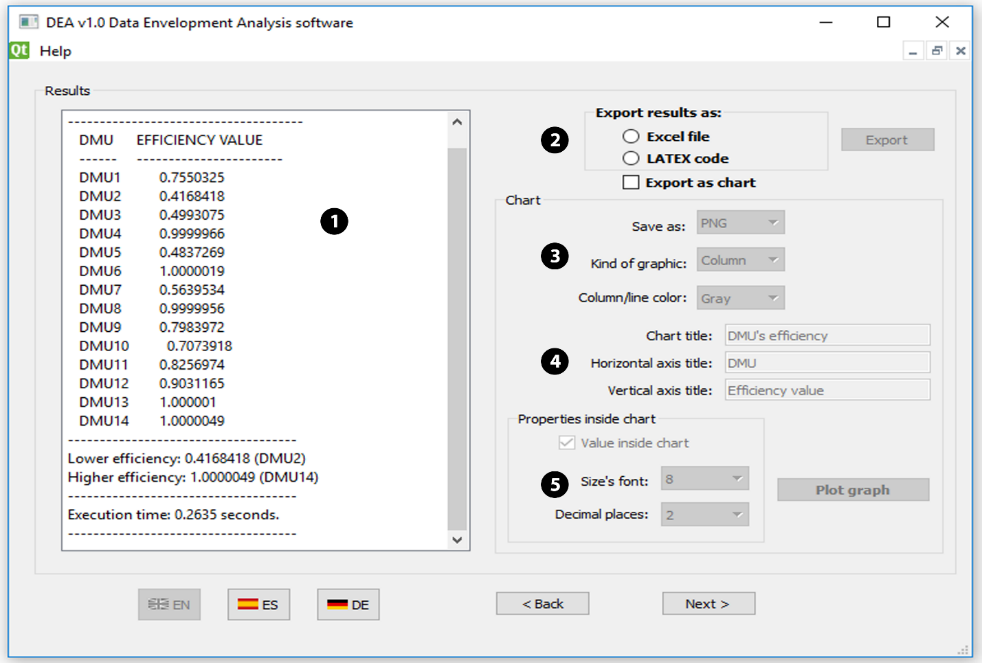 DEA v1.0 Data Envelopment Analysis software
Qt Help
Results
------------------------------------
DMU EFFICIENCY VALUE
------ -----------------------
DMU1 0.7550325
DMU2 0.4168418
DMU3 0.4993075
DMU4 0.9999966
DMU5 0.4837269
DMU6 1.0000019
DMU7 0.5639534
DMU8 0.9999956
DMU9 0.7983972
DMU10 0.7073918
DMU11 0.8256974
DMU12 0.9031165
DMU13 1.000001
DMU14 1.0000049
------------------------------------
Lower efficiency: 0.4168418 (DMU2)
Higher efficiency: 1.0000049 (DMU14)
------------------------------------
Execution time: 0.2635 seconds.
------------------------------------
1
Export results as:
2
Excel file
LATEX code
Export
Export as chart
Chart
Save as: PNG
3
Kind of graphic: Column
Column/line color: Gray
Chart title: DMU's efficiency
4
Horizontal axis title: DMU
Vertical axis title: Efficiency value
Properties inside chart
Value inside chart
5
Size's font: 8
Decimal places: 2
Plot graph
EN
ES
DE
< Back
Next >